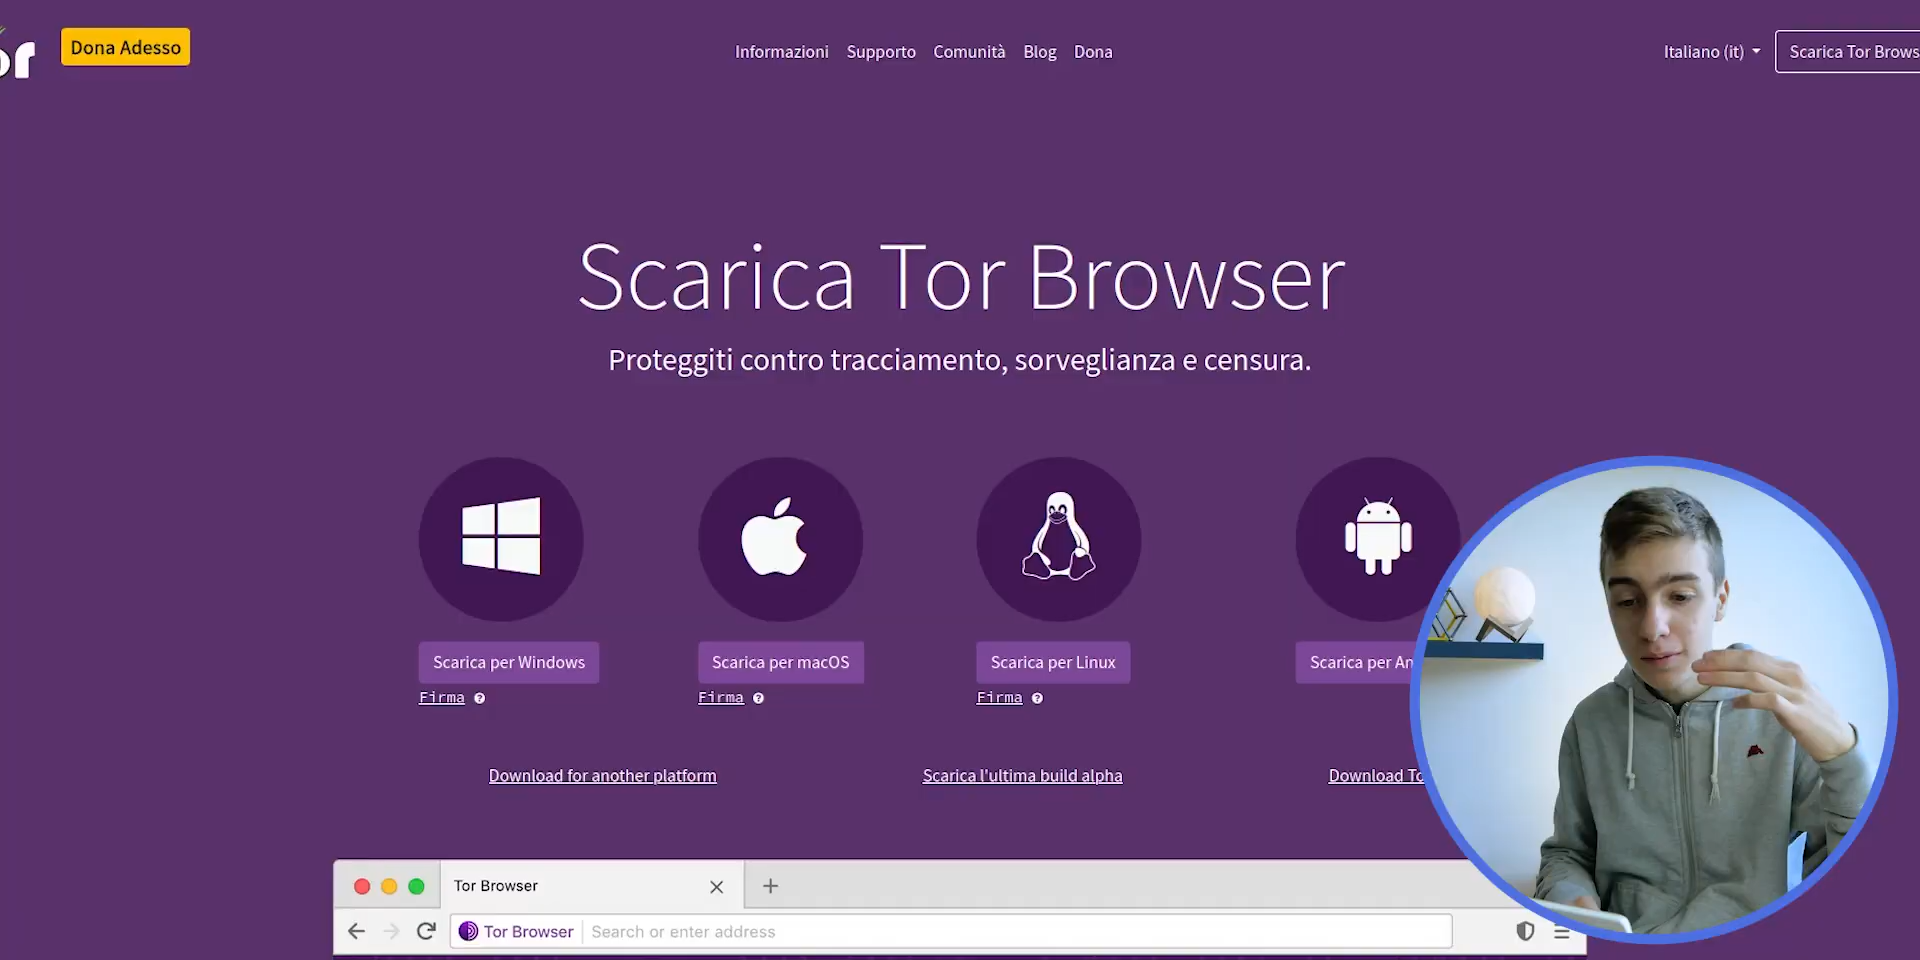 Dona Adesso
Informazioni Supporto Comunità Blog Dona
Italiano (it)
Scarica Tor Brows
Scarica Tor Browser
Proteggiti contro tracciamento, sorveglianza e censura.
Scarica per Windows
Scarica per macOS
Scarica per Linux
Scarica per An
Firma
Firma
Firma
Download for another platform
Scarica l'ultima build alpha
Download To
Tor Browser
Tor Browser
Search or enter address